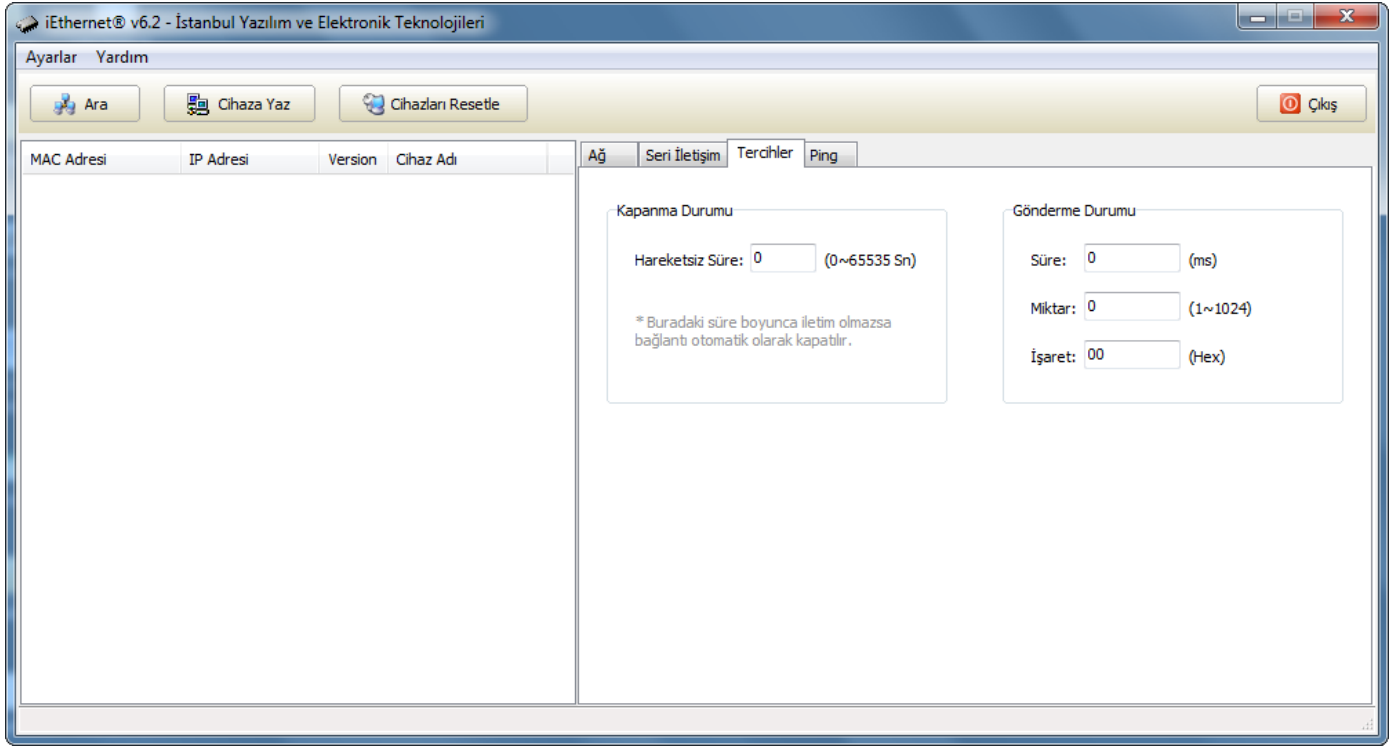 iEthernet® v6.2 - İstanbul Yazılım ve Elektronik Teknolojileri
Ayarlar Yardım
Ara Cihaza Yaz Cihazları Resetle Çıkış
MAC Adresi IP Adresi Version Cihaz Adı
Ağ Seri İletişim Tercihler Ping
Kapanma Durumu
Hareketsiz Süre: 0 (0~65535 Sn)
* Buradaki süre boyunca iletim olmazsa
bağlantı otomatik olarak kapatılır.
Gönderme Durumu
Süre: 0 (ms)
Miktar: 0 (1~1024)
İşaret: 00 (Hex)